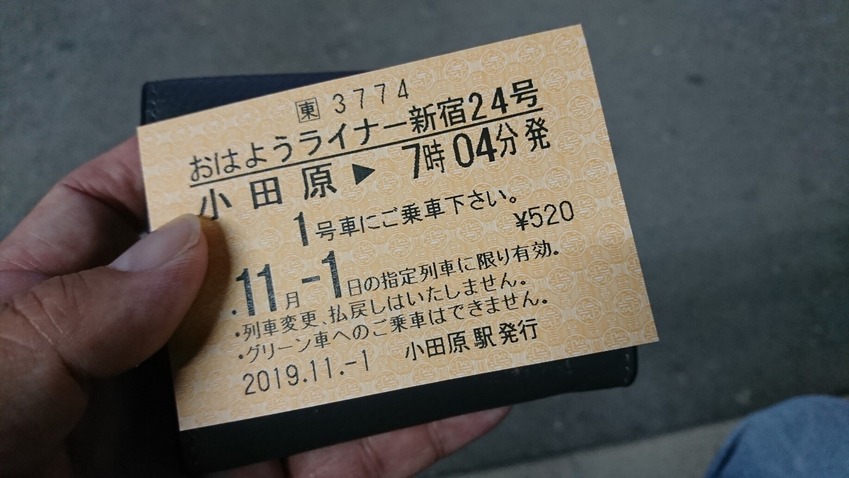 東 3774
おはようライナー新宿24号
小田原▶ 7時04分発
1号車にご乗車下さい。
¥520
.11月-1日の指定列車に限り有効。
・列車変更、払戻しはいたしません。
・グリーン車へのご乗車はできません。
2019.11.-1 小田原駅発行